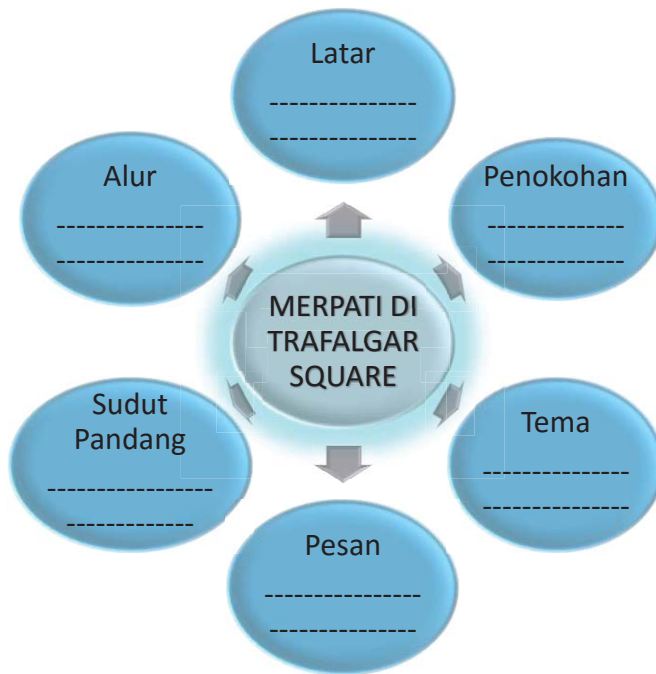 Latar
---------------
---------------
Alur
---------------
---------------
Penokohan
--------------
--------------
MERPATI DI
TRAFALGAR
SQUARE
Sudut
Pandang
-----------------
-------------
Tema
---------------
---------------
Pesan
----------------
---------------